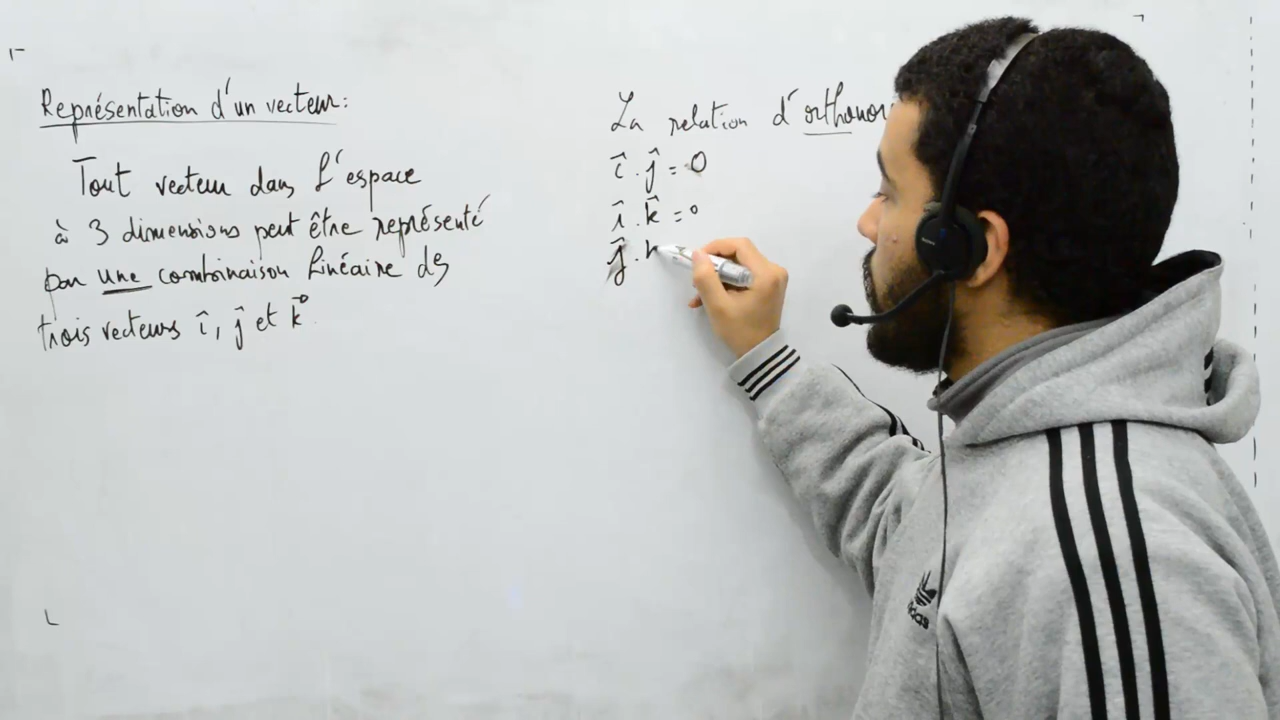 Représentation d'un vecteur:
Tout vecteur dans l'espace
à 3 dimensions peut être représenté
par une combinaison linéaire des
trois vecteurs î, ĵ et k⃗.
La relation d'orthonor
î . ĵ = 0
î . k⃗ = 0
ĵ .
adidas